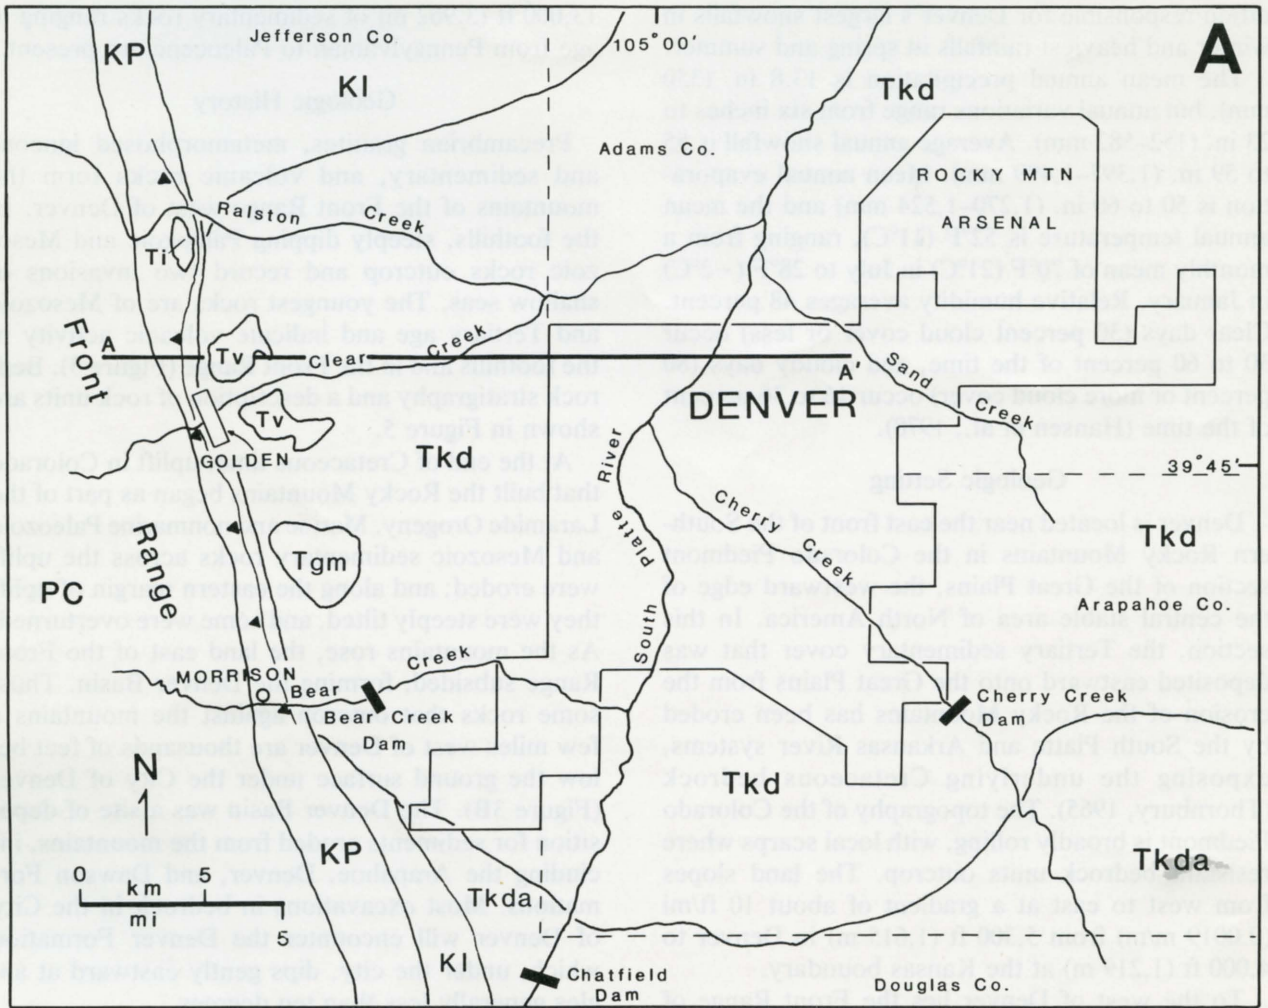 KP
Jefferson Co.
KI
105°00'
A
Tkd
Adams Co.
ROCKY MTN
ARSENAL
Ralston Creek
Ti
Front Range
A
Tv
Clear Creek
A'
Sand Creek
DENVER
Tv
GOLDEN
Tkd
South Platte River
39°45'
Cherry Creek
Tkd
PC
Tgm
Arapahoe Co.
MORRISON
Bear Creek
Bear Creek Dam
Cherry Creek Dam
N
Tkd
KP
Tkda
Tkda
0 km 5
mi
5
KI
Chatfield Dam
Douglas Co.